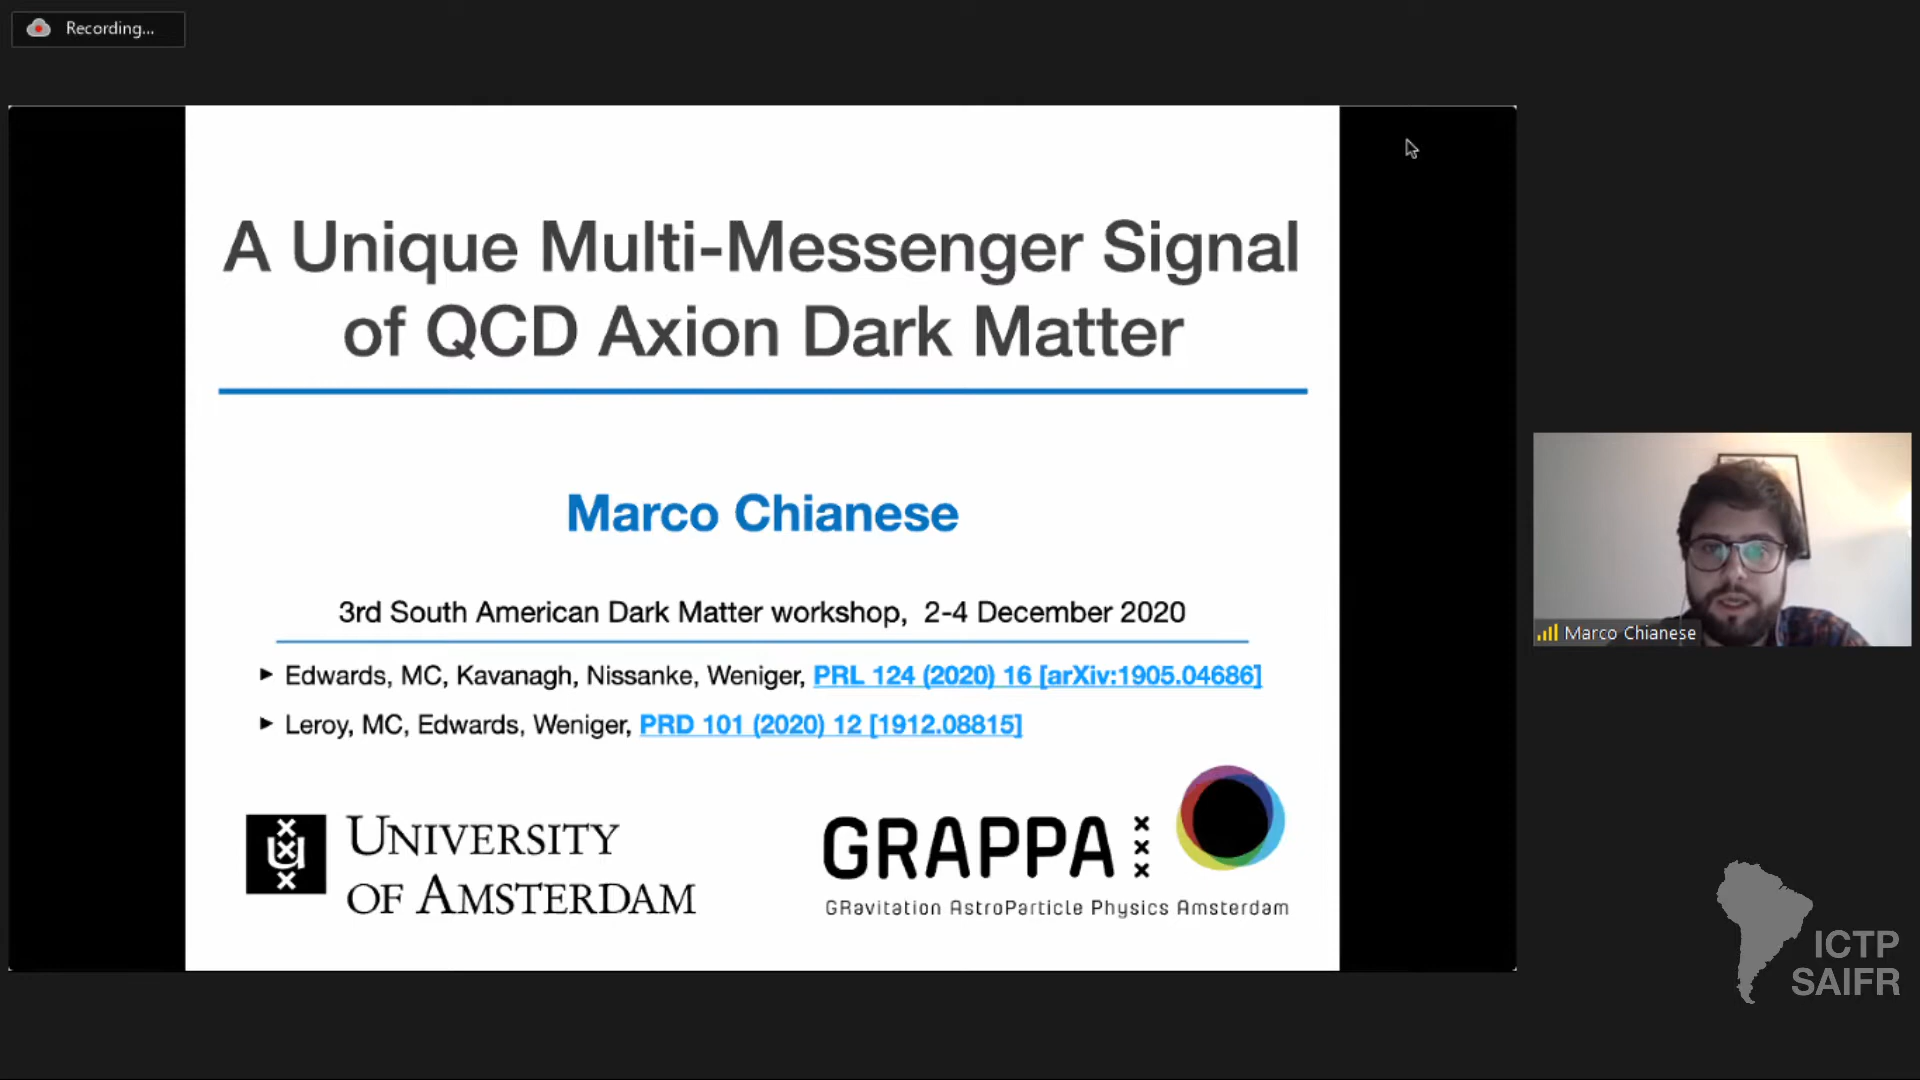 Recording...
A Unique Multi-Messenger Signal
of QCD Axion Dark Matter
Marco Chianese
3rd South American Dark Matter workshop, 2-4 December 2020
▸ Edwards, MC, Kavanagh, Nissanke, Weniger, PRL 124 (2020) 16 [arXiv:1905.04686]
▸ Leroy, MC, Edwards, Weniger, PRD 101 (2020) 12 [1912.08815]
UNIVERSITY
OF AMSTERDAM
GRAPPA
GRavitation AstroParticle Physics Amsterdam
Marco Chianese
ICTP
SAIFR